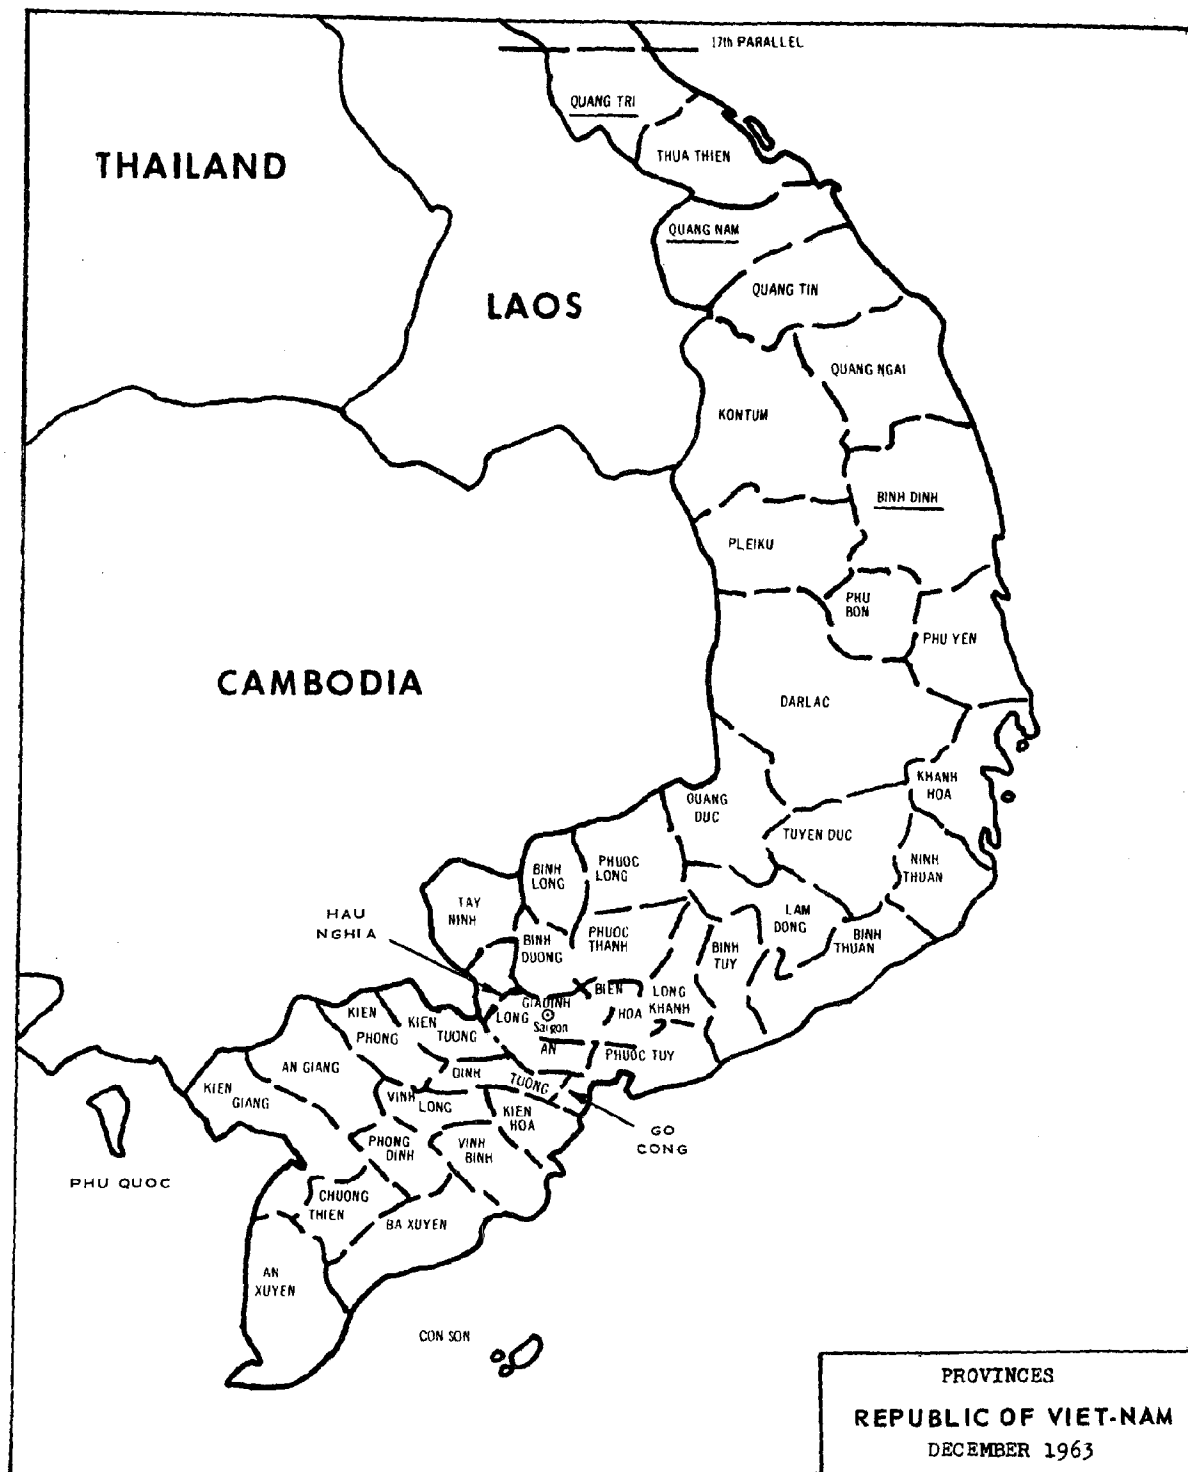 17th PARALLEL
QUANG TRI
THUA THIEN
THAILAND
QUANG NAM
QUANG TIN
LAOS
QUANG NGAI
KONTUM
BINH DINH
PLEIKU
PHU
BON
PHU YEN
CAMBODIA
DARLAC
KHANH
HOA
QUANG
DUC
TUYEN DUC
NINH
THUAN
BINH
LONG
PHUOC
LONG
TAY
NINH
LAM
DONG
HAU
NGHIA
BINH
DUONG
PHUOC
THANH
BINH
TUY
BINH
THUAN
GIADINH
BIEN
HOA
LONG
KHANH
LONG
Saigon
AN
KIEN
PHONG
KIEN
TUONG
PHUOC TUY
AN GIANG
DINH
TUONG
KIEN
GIANG
VINH
LONG
KIEN
HOA
GO
CONG
PHONG
DINH
VINH
BINH
PHU QUOC
CHUONG
THIEN
BA XUYEN
AN
XUYEN
CON SON
PROVINCES
REPUBLIC OF VIET-NAM
DECEMBER 1963